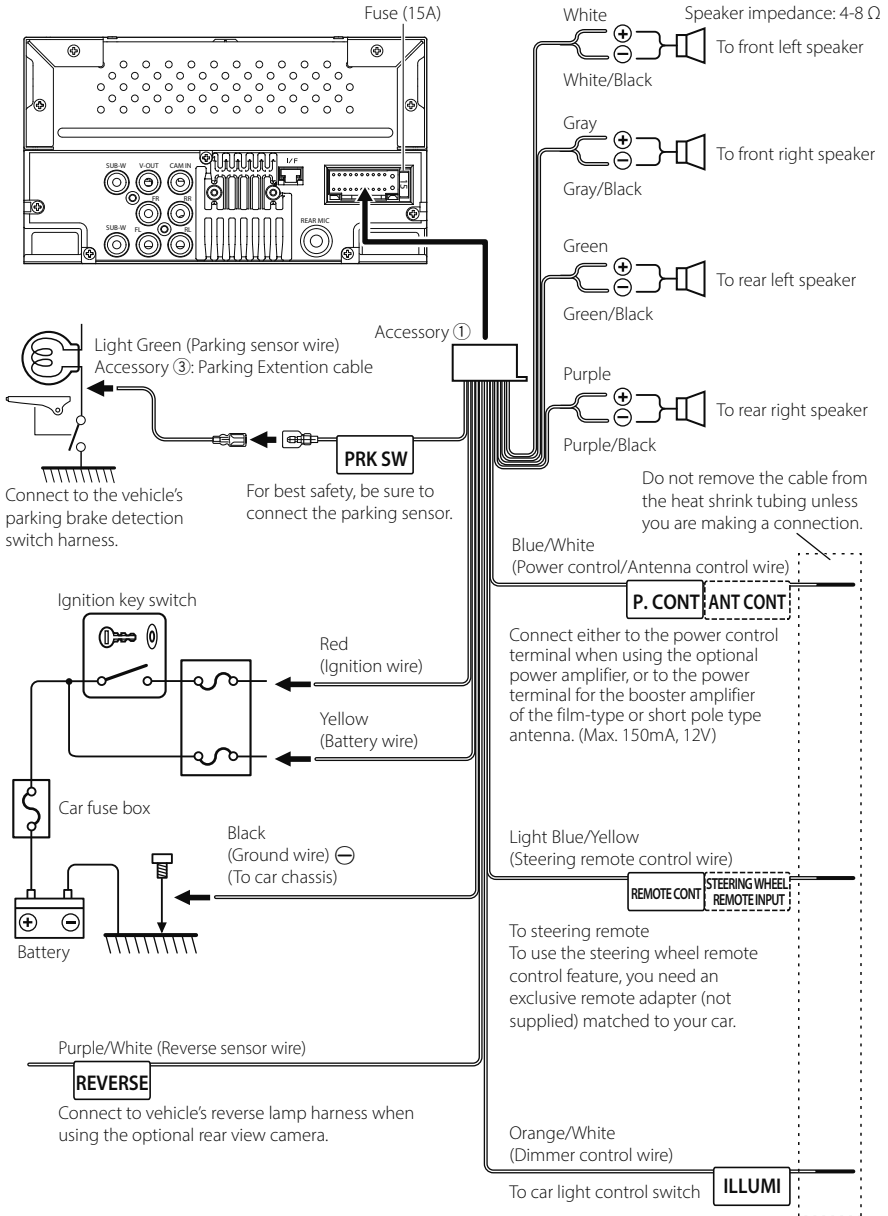 Fuse (15A)
White
Speaker impedance: 4-8 Ω
⊕
⊖
To front left speaker
White/Black
Gray
⊕
⊖
To front right speaker
Gray/Black
Green
⊕
⊖
To rear left speaker
Green/Black
Purple
⊕
⊖
To rear right speaker
Purple/Black
SUB-W V-OUT CAM IN
I/F
15
FR RR
SUB-W FL RL
REAR MIC
Accessory ①
Light Green (Parking sensor wire)
Accessory ③: Parking Extention cable
PRK SW
Connect to the vehicle's
parking brake detection
switch harness.
For best safety, be sure to
connect the parking sensor.
Do not remove the cable from
the heat shrink tubing unless
you are making a connection.
Blue/White
(Power control/Antenna control wire)
P. CONT
ANT CONT
Connect either to the power control
terminal when using the optional
power amplifier, or to the power
terminal for the booster amplifier
of the film-type or short pole type
antenna. (Max. 150mA, 12V)
Ignition key switch
Red
(Ignition wire)
Yellow
(Battery wire)
Car fuse box
Black
(Ground wire) ⊖
(To car chassis)
⊕ ⊖
Battery
Light Blue/Yellow
(Steering remote control wire)
REMOTE CONT
STEERING WHEEL
REMOTE INPUT
To steering remote
To use the steering wheel remote
control feature, you need an
exclusive remote adapter (not
supplied) matched to your car.
Purple/White (Reverse sensor wire)
REVERSE
Connect to vehicle's reverse lamp harness when
using the optional rear view camera.
Orange/White
(Dimmer control wire)
To car light control switch
ILLUMI